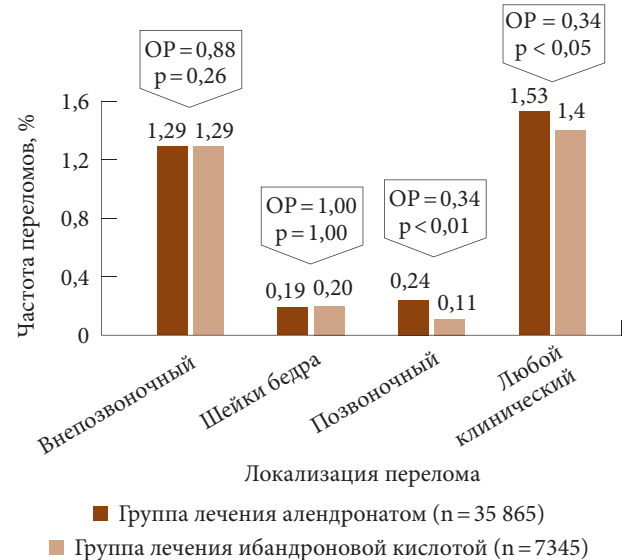 ОР = 0,88
р = 0,26
ОР = 0,34
р < 0,05
Частота переломов, %
1,6
1,2
0,8
0,4
0
1,29
1,29
ОР = 1,00
р = 1,00
0,19
0,20
ОР = 0,34
р < 0,01
0,24
0,11
1,53
1,4
Внепозвоночный
Шейки бедра
Позвоночный
Любой
клинический
Локализация перелома
Группа лечения алендронатом (n = 35 865)
Группа лечения ибандроновой кислотой (n = 7345)